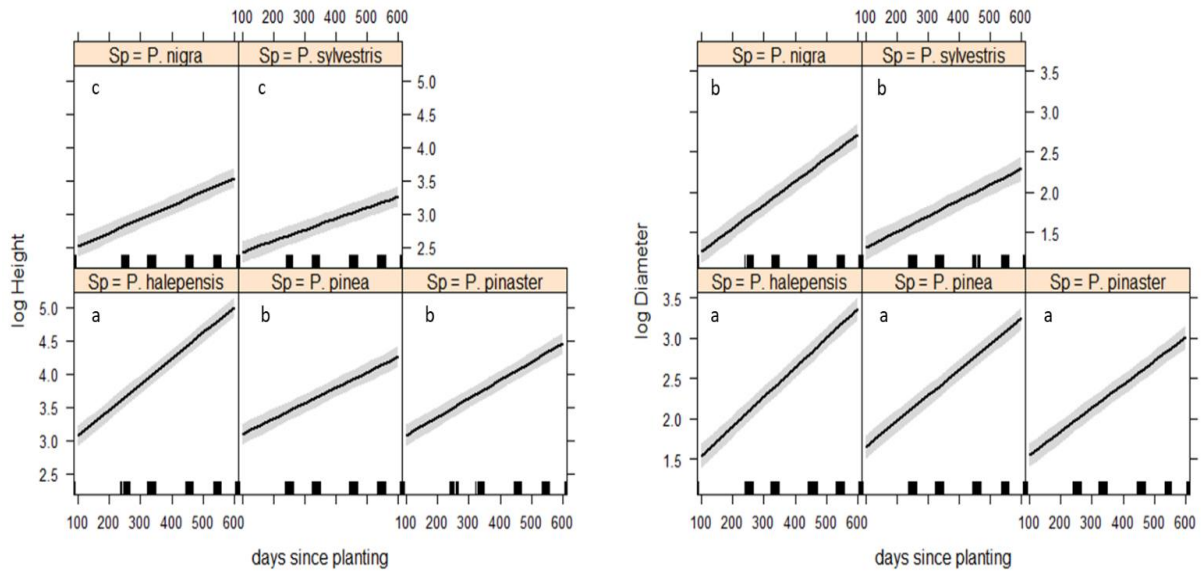 100 200 300 400 500 600
Sp = P. nigra
Sp = P. sylvestris
c
c
5.0
4.5
4.0
3.5
3.0
2.5
log Height
Sp = P. halepensis
Sp = P. pinea
Sp = P. pinaster
a
b
b
5.0
4.5
4.0
3.5
3.0
2.5
100 200 300 400 500 600
100 200 300 400 500 600
days since planting
100 200 300 400 500 600
Sp = P. nigra
Sp = P. sylvestris
b
b
3.5
3.0
2.5
2.0
1.5
log Diameter
Sp = P. halepensis
Sp = P. pinea
Sp = P. pinaster
a
a
a
3.5
3.0
2.5
2.0
1.5
100 200 300 400 500 600
100 200 300 400 500 600
days since planting